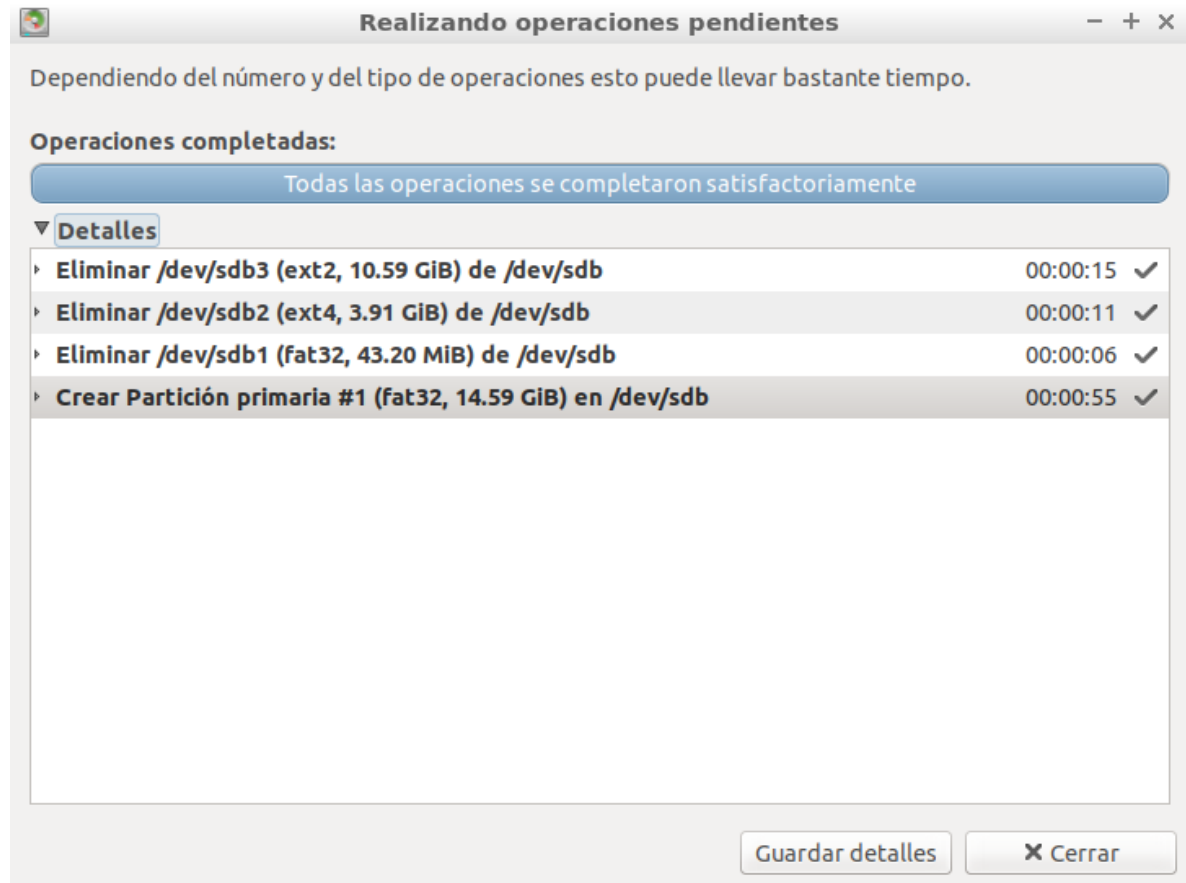 Realizando operaciones pendientes
Dependiendo del número y del tipo de operaciones esto puede llevar bastante tiempo.
Operaciones completadas:
Todas las operaciones se completaron satisfactoriamente
Detalles
Eliminar /dev/sdb3 (ext2, 10.59 GiB) de /dev/sdb 00:00:15
Eliminar /dev/sdb2 (ext4, 3.91 GiB) de /dev/sdb 00:00:11
Eliminar /dev/sdb1 (fat32, 43.20 MiB) de /dev/sdb 00:00:06
Crear Partición primaria #1 (fat32, 14.59 GiB) en /dev/sdb 00:00:55
Guardar detalles Cerrar